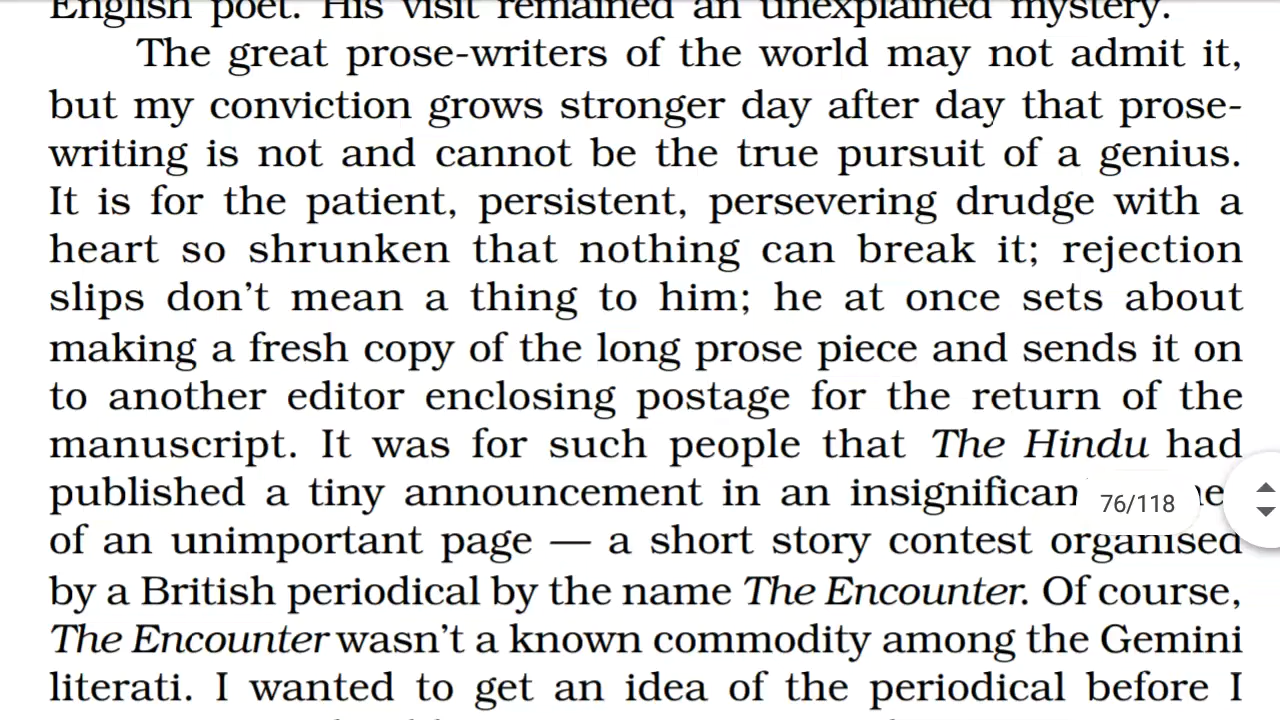 English poet. His visit remained an unexplained mystery.
The great prose-writers of the world may not admit it,
but my conviction grows stronger day after day that prose-
writing is not and cannot be the true pursuit of a genius.
It is for the patient, persistent, persevering drudge with a
heart so shrunken that nothing can break it; rejection
slips don’t mean a thing to him; he at once sets about
making a fresh copy of the long prose piece and sends it on
to another editor enclosing postage for the return of the
manuscript. It was for such people that The Hindu had
published a tiny announcement in an
76/118
of an unimportant page — a short story contest organised
by a British periodical by the name The Encounter. Of course,
The Encounter wasn’t a known commodity among the Gemini
literati. I wanted to get an idea of the periodical before I